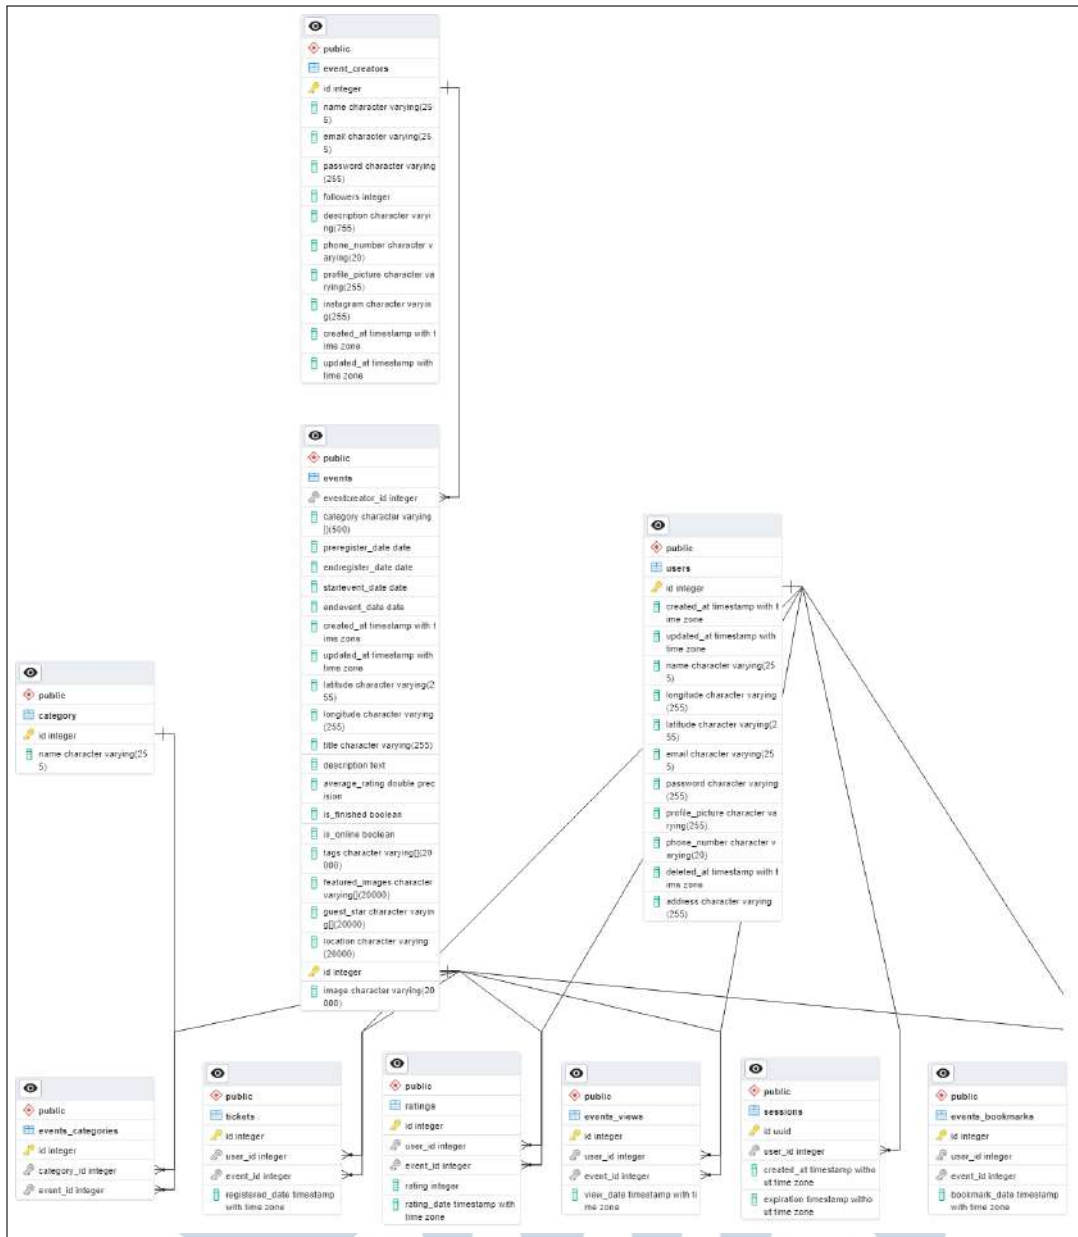 public
event_creators
id integer
name character varying(25
5)
email character varying(25
5)
password character varying
(255)
followers integer
description character varyi
ng(755)
phone_number character v
arying(20)
profile_picture character va
rying(255)
instagram character varyin
g(255)
created_at timestamp with t
ime zone
updated_at timestamp with
time zone
public
events
eventcreator_id integer
category character varying
[](500)
preregister_date date
endregister_date date
startevent_date date
endevent_date date
created_at timestamp with t
ime zone
updated_at timestamp with
time zone
latitude character varying(2
55)
longitude character varying
(255)
title character varying(255)
description text
average_rating double prec
ision
is_finished boolean
is_online boolean
tags character varying[](20
000)
featured_images character
varying[](20000)
guest_star character varyin
g[](20000)
location character varying
(20000)
id integer
image character varying(20
000)
public
users
id integer
created_at timestamp with t
ime zone
updated_at timestamp with
time zone
name character varying(25
5)
longitude character varying
(255)
latitude character varying(2
55)
email character varying(25
5)
password character varying
(255)
profile_picture character va
rying(255)
phone_number character v
arying(20)
deleted_at timestamp with t
ime zone
address character varying
(255)
public
category
id integer
name character varying(25
5)
public
events_categories
id integer
category_id integer
event_id integer
public
tickets
id integer
user_id integer
event_id integer
registered_date timestamp
with time zone
public
ratings
id integer
user_id integer
event_id integer
rating integer
rating_date timestamp with
time zone
public
events_views
id integer
user_id integer
event_id integer
view_date timestamp with ti
me zone
public
sessions
id uuid
user_id integer
created_at timestamp witho
ut time zone
expiration timestamp witho
ut time zone
public
events_bookmarks
id integer
user_id integer
event_id integer
bookmark_date timestamp
with time zone